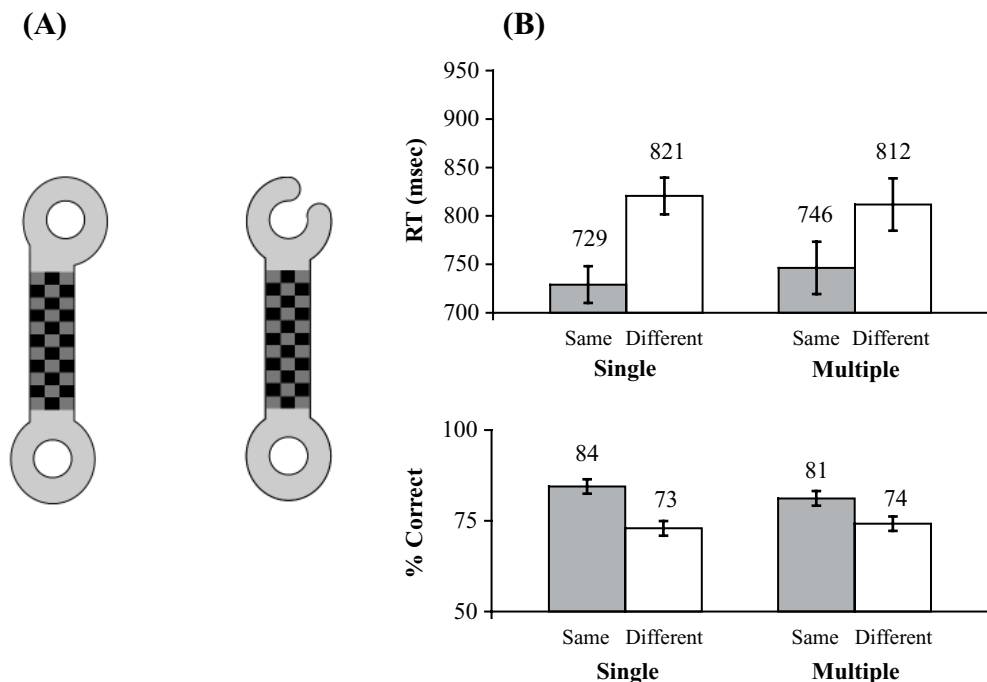 (A)
(B)
950
900
850
800
750
700
RT (msec)
729
821
746
812
Same Different
Single
Same Different
Multiple
100
75
50
% Correct
84
73
81
74
Same Different
Single
Same Different
Multiple